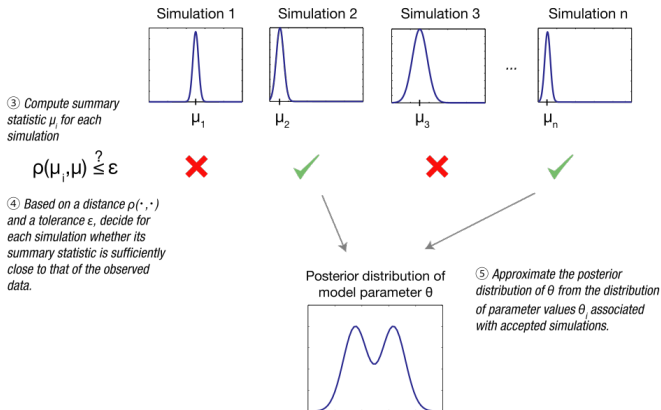 Simulation 1 Simulation 2 Simulation 3 Simulation n
...
③ Compute summary
statistic μᵢ for each
simulation
μ₁ μ₂ μ₃ μₙ
ρ(μᵢ,μ) ≤? ε
④ Based on a distance ρ(·,·)
and a tolerance ε, decide for
each simulation whether its
summary statistic is sufficiently
close to that of the observed
data.
Posterior distribution of
model parameter θ
⑤ Approximate the posterior
distribution of θ from the distribution
of parameter values θᵢ associated
with accepted simulations.